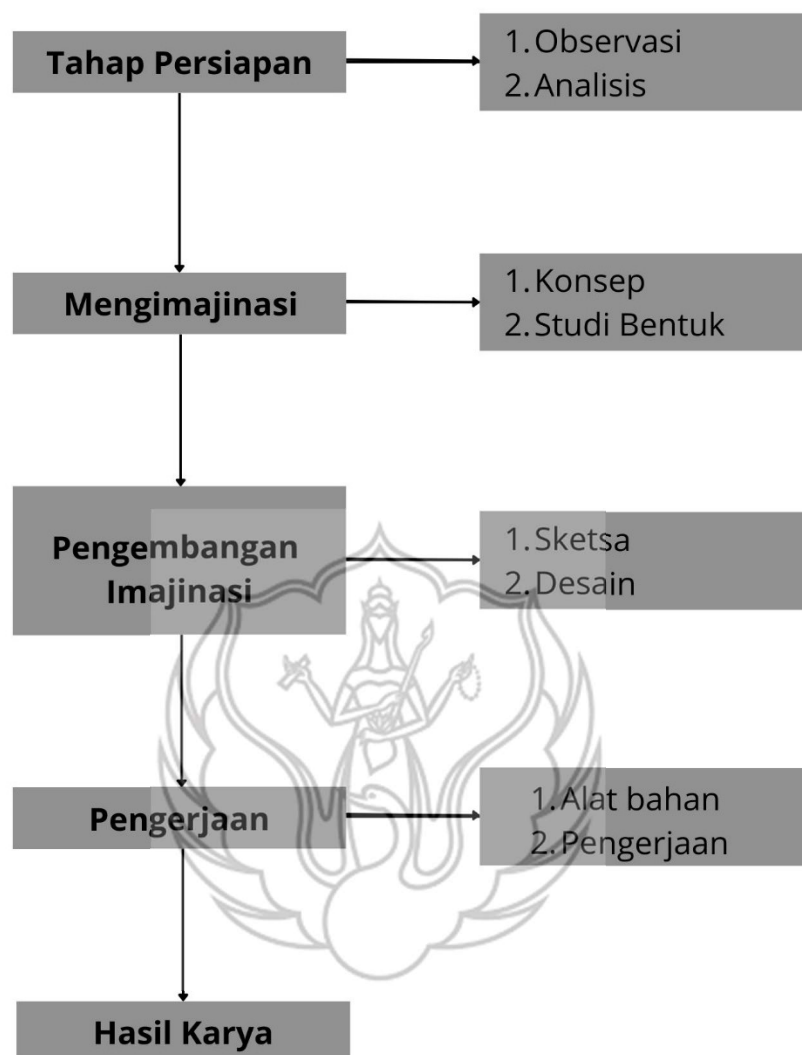 Tahap Persiapan
1. Observasi
2. Analisis
Mengimajinasi
1. Konsep
2. Studi Bentuk
Pengembangan
Imajinasi
1. Sketsa
2. Desain
Pengerjaan
1. Alat bahan
2. Pengerjaan
Hasil Karya